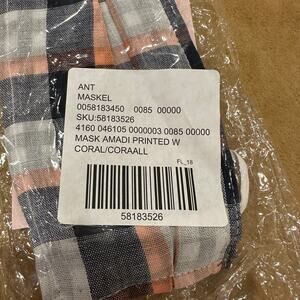 ANT
MASKEL
0058183450 0085 00000
SKU:58183526
4160 046105 0000003 0085 00000
MASK AMADI PRINTED W
CORAL/CORAALL
FL_18
58183526